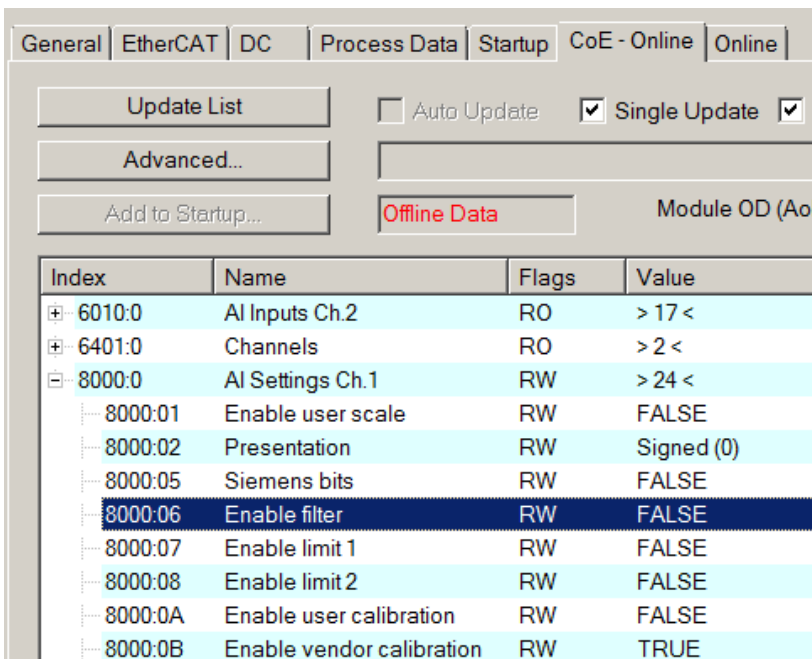 General EtherCAT DC Process Data Startup CoE - Online Online
Update List Auto Update Single Update
Advanced...
Add to Startup... Offline Data Module OD (Ao
Index Name Flags Value
6010:0 AI Inputs Ch.2 RO > 17 <
6401:0 Channels RO > 2 <
8000:0 AI Settings Ch.1 RW > 24 <
8000:01 Enable user scale RW FALSE
8000:02 Presentation RW Signed (0)
8000:05 Siemens bits RW FALSE
8000:06 Enable filter RW FALSE
8000:07 Enable limit 1 RW FALSE
8000:08 Enable limit 2 RW FALSE
8000:0A Enable user calibration RW FALSE
8000:0B Enable vendor calibration RW TRUE